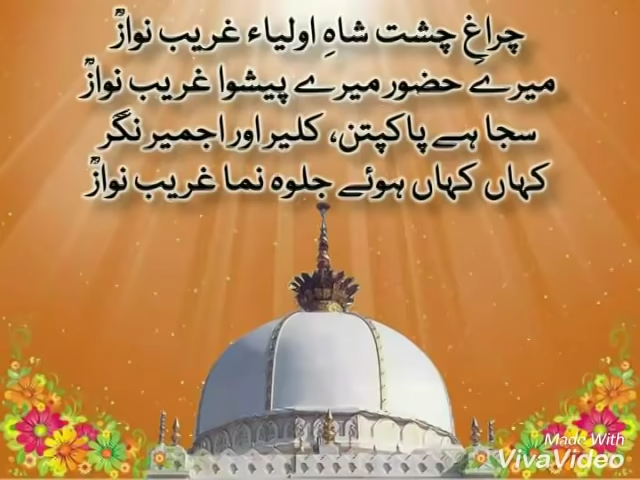 چراغِ چشت شاہِ اولیاء غریب نوازؒ
میرے حضور میرے پیشوا غریب نوازؒ
سجا ہے پاکپتن، کلیر اور اجمیر نگر
کہاں کہاں ہوئے جلوہ نما غریب نوازؒ
Made With
VivaVideo